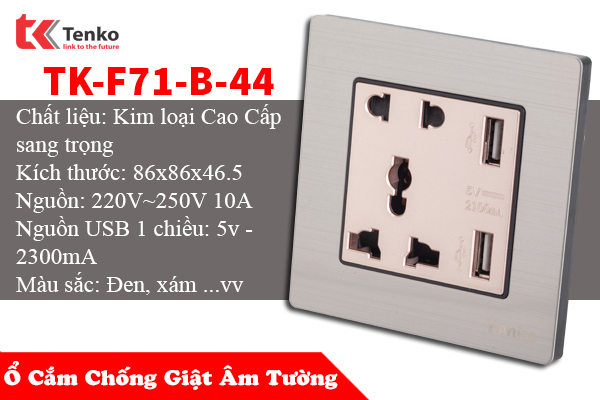 Tenko
link to the future
TK-F71-B-44
Chất liệu: Kim loại Cao Cấp
sang trọng
Kích thước: 86x86x46.5
Nguồn: 220V~250V 10A
Nguồn USB 1 chiều: 5v -
2300mA
Màu sắc: Đen, xám ...vv
5V
2300mA
Ổ Cắm Chống Giật Âm Tường